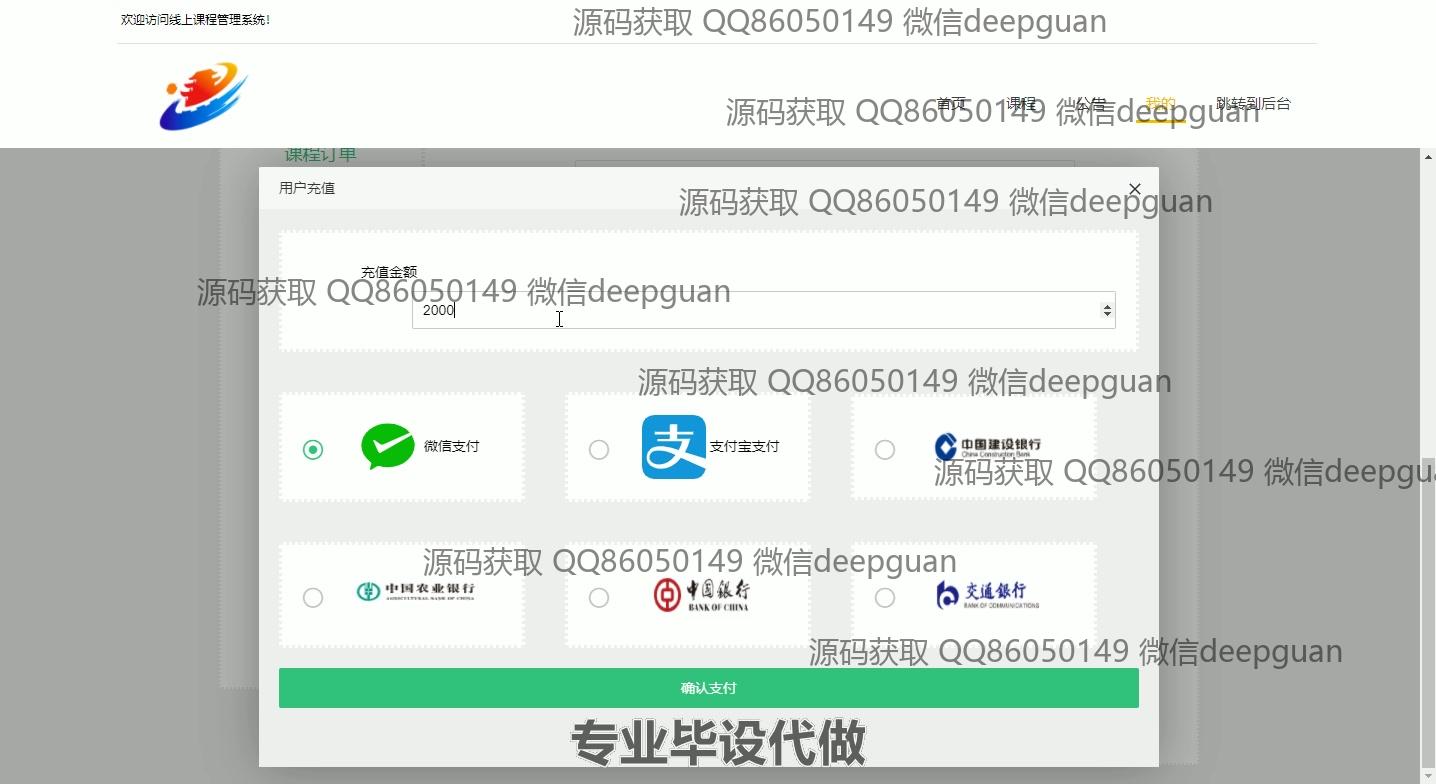 欢迎访问线上课程管理系统!
源码获取 QQ86050149 微信deepguan
首页 课程 公告 我的 跳转到后台
源码获取 QQ86050149 微信deepguan
课程订单
用户充值
源码获取 QQ86050149 微信deepguan
充值金额
源码获取 QQ86050149 微信deepguan
2000
源码获取 QQ86050149 微信deepguan
微信支付 支付宝支付 中国建设银行
China Construction Bank
源码获取 QQ86050149 微信deepgua
源码获取 QQ86050149 微信deepguan
中国农业银行 中国银行 交通银行
AGRICULTURAL BANK OF CHINA BANK OF CHINA BANK OF COMMUNICATIONS
源码获取 QQ86050149 微信deepguan
确认支付
专业毕设代做